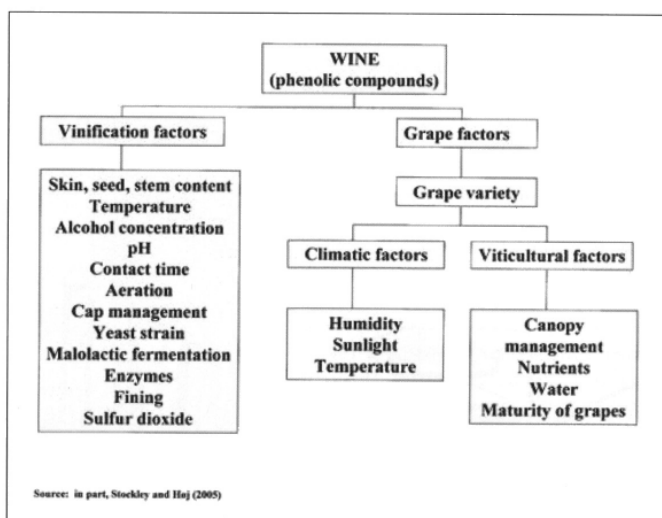 WINE
(phenolic compounds)
Vinification factors
Grape factors
Skin, seed, stem content
Temperature
Alcohol concentration
pH
Contact time
Aeration
Cap management
Yeast strain
Malolactic fermentation
Enzymes
Fining
Sulfur dioxide
Grape variety
Climatic factors
Viticultural factors
Humidity
Sunlight
Temperature
Canopy
management
Nutrients
Water
Maturity of grapes
Source: in part, Stockley and Høj (2005)